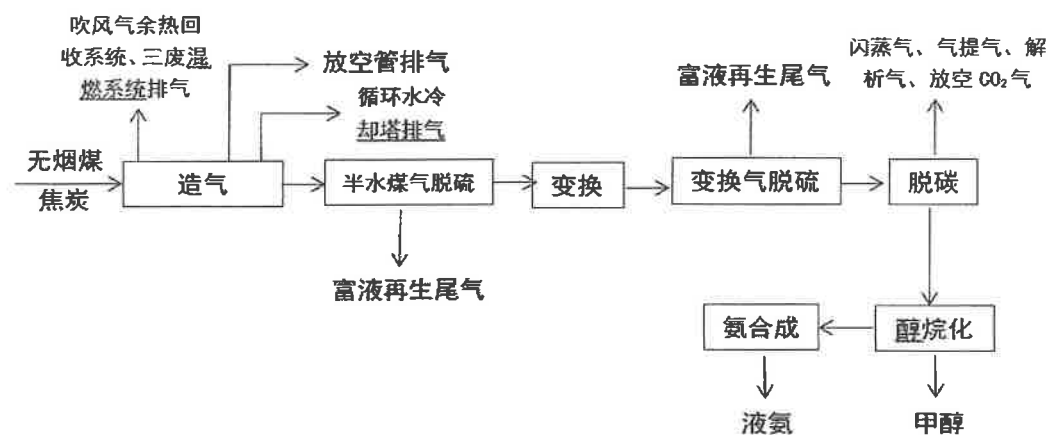 吹风气余热回
收系统、三废混
燃系统排气
放空管排气
循环水冷
却塔排气
富液再生尾气
闪蒸气、气提气、解
析气、放空CO₂气
无烟煤
焦炭
造气
半水煤气脱硫
变换
变换气脱硫
脱碳
富液再生尾气
氨合成
醇烷化
液氨
甲醇